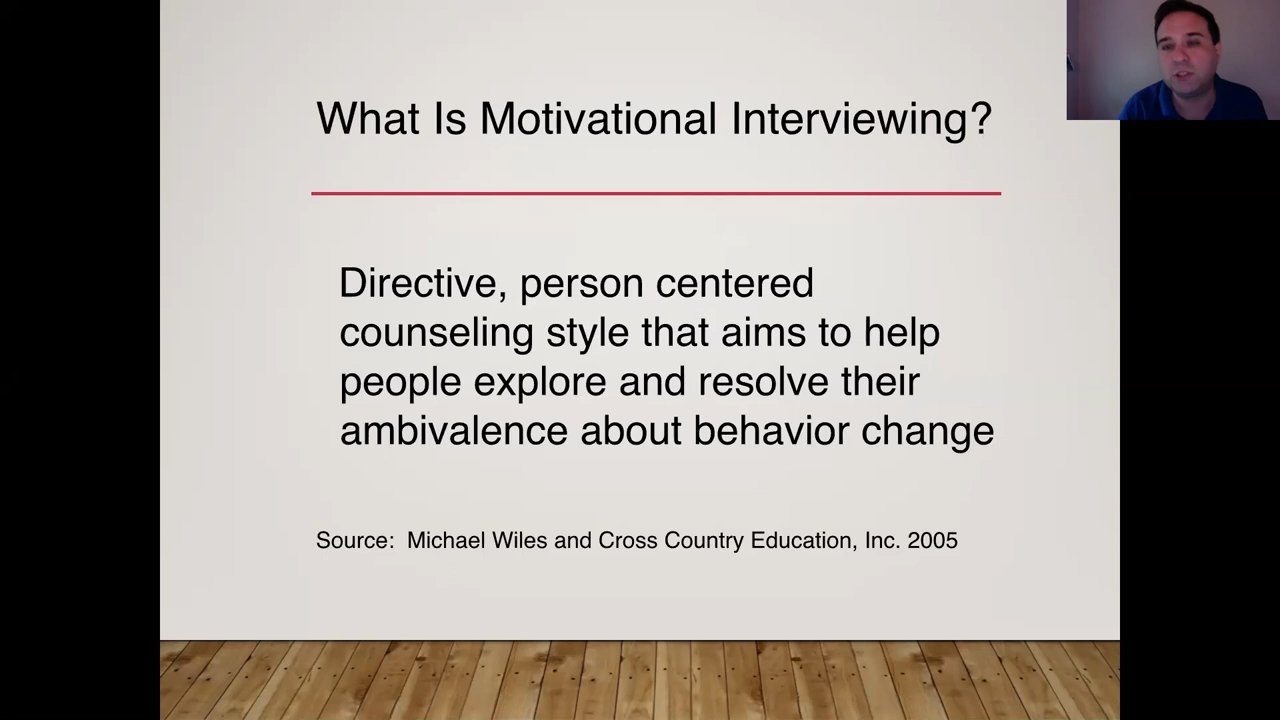 What Is Motivational Interviewing?
Directive, person centered
counseling style that aims to help
people explore and resolve their
ambivalence about behavior change
Source:  Michael Wiles and Cross Country Education, Inc. 2005